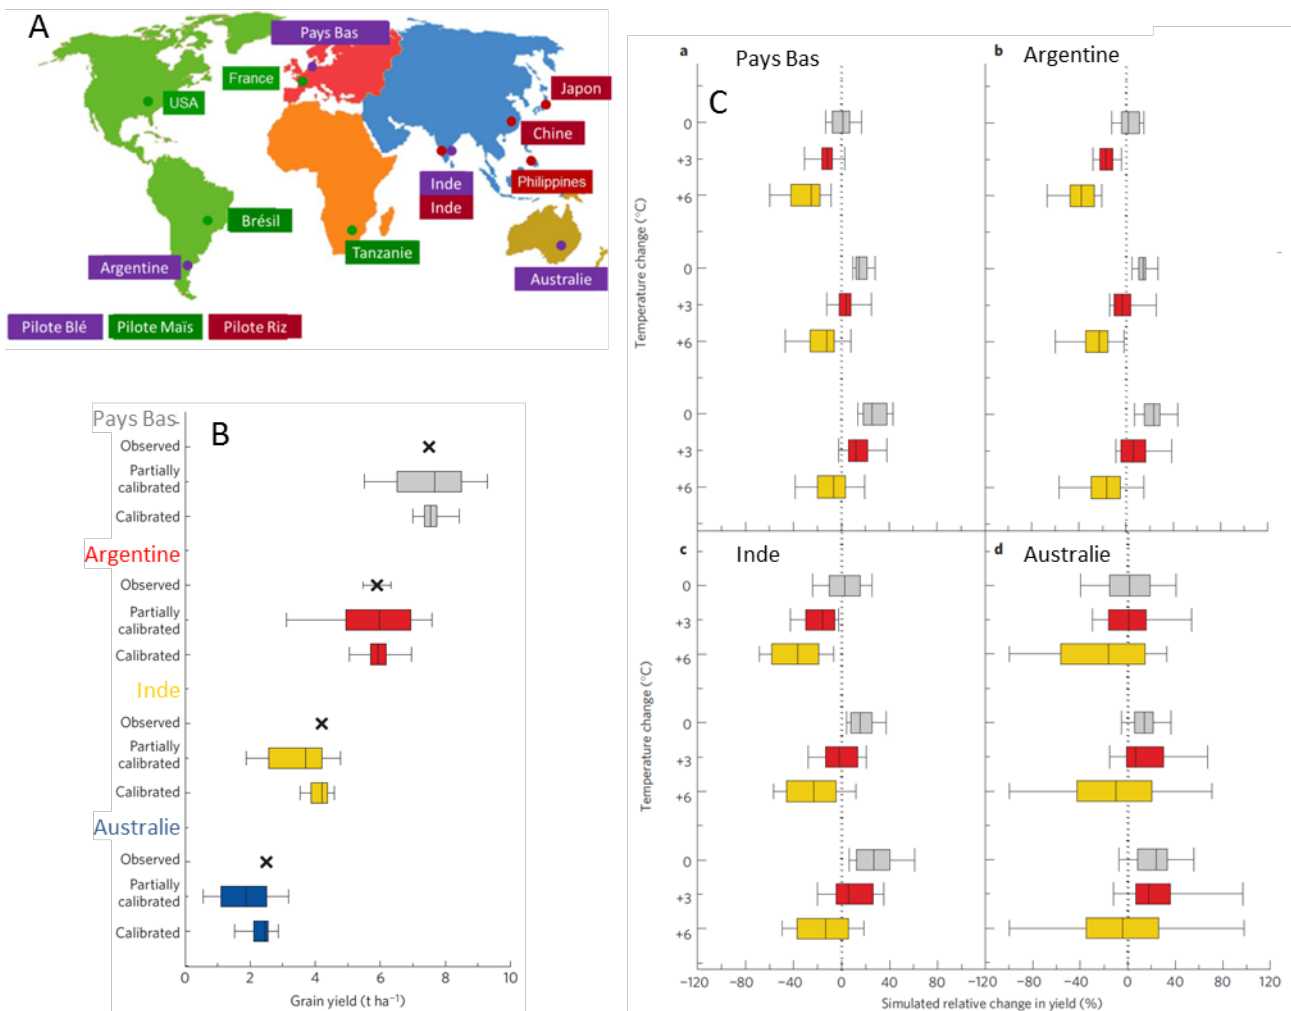 A
Pays Bas
France
USA
Japon
Chine
Inde
Inde
Philippines
Brésil
Tanzanie
Argentine
Australie
Pilote Blé
Pilote Maïs
Pilote Riz
B
Pays Bas
Observed
Partially
calibrated
Calibrated
Argentine
Observed
Partially
calibrated
Calibrated
Inde
Observed
Partially
calibrated
Calibrated
Australie
Observed
Partially
calibrated
Calibrated
0 2 4 6 8 10
Grain yield (t ha⁻¹)
C
a Pays Bas
b Argentine
Temperature change (°C)
0
+3
+6
0
+3
+6
0
+3
+6
c Inde
d Australie
Temperature change (°C)
0
+3
+6
0
+3
+6
0
+3
+6
−120 −80 −40 0 40 80 −120 −80 −40 0 40 80 120
Simulated relative change in yield (%)